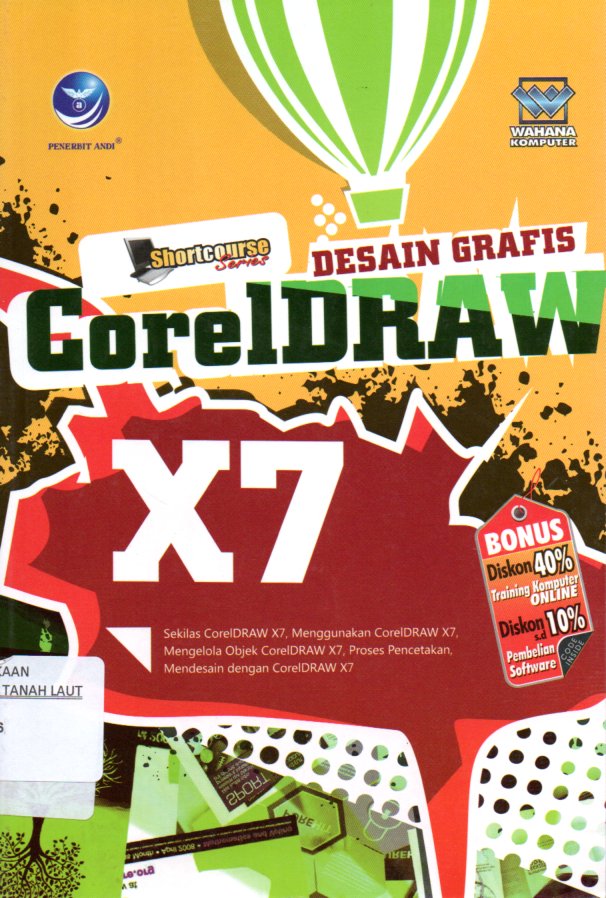 PENERBIT ANDI®
WAHANA
KOMPUTER
Shortcourse
Series
DESAIN GRAFIS
CorelDRAW
X7
BONUS
Diskon 40%
Training Komputer
ONLINE
Diskon s.d 10%
Pembelian
Software
CODE
INSIDE
Sekilas CorelDRAW X7, Menggunakan CorelDRAW X7,
Mengelola Objek CorelDRAW X7, Proses Pencetakan,
Mendesain dengan CorelDRAW X7
KAAN
TANAH LAUT